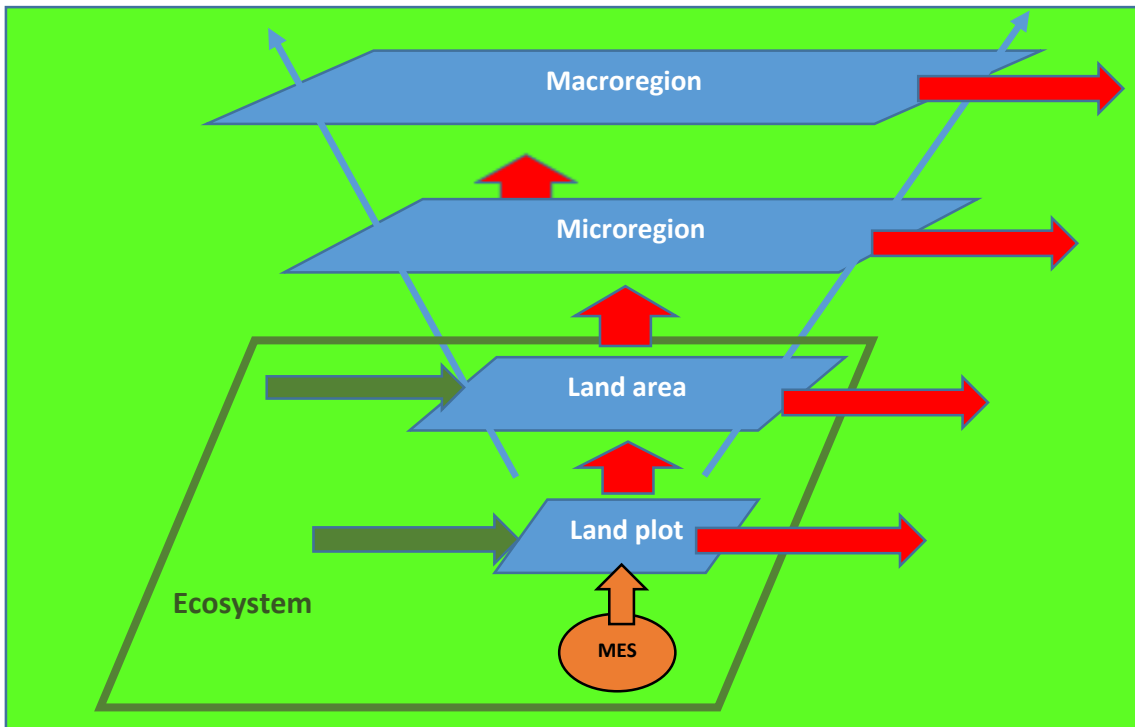 Macroregion
Microregion
Land area
Land plot
Ecosystem
MES